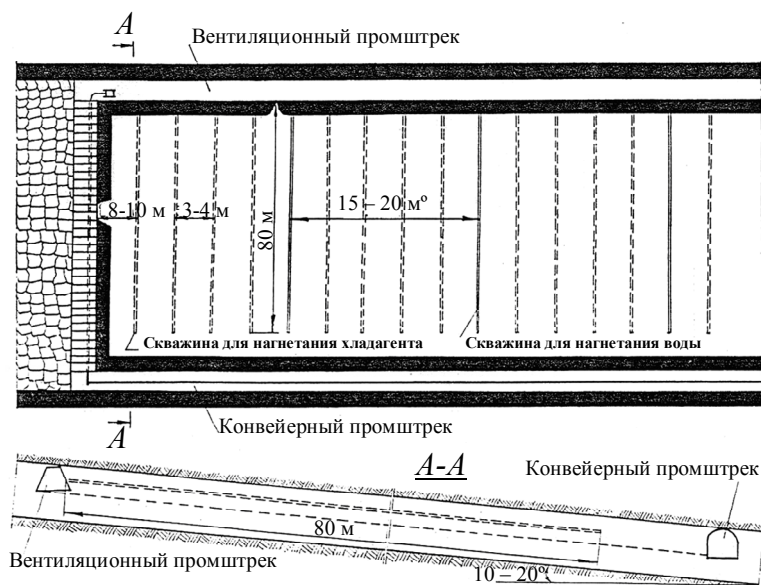 А
Вентиляционный промштрек
8-10 м
3-4 м
80 м
15 – 20 мº
Скважина для нагнетания хладагента
Скважина для нагнетания воды
А
Конвейерный промштрек
А-А
Конвейерный промштрек
80 м
Вентиляционный промштрек
10 – 20º